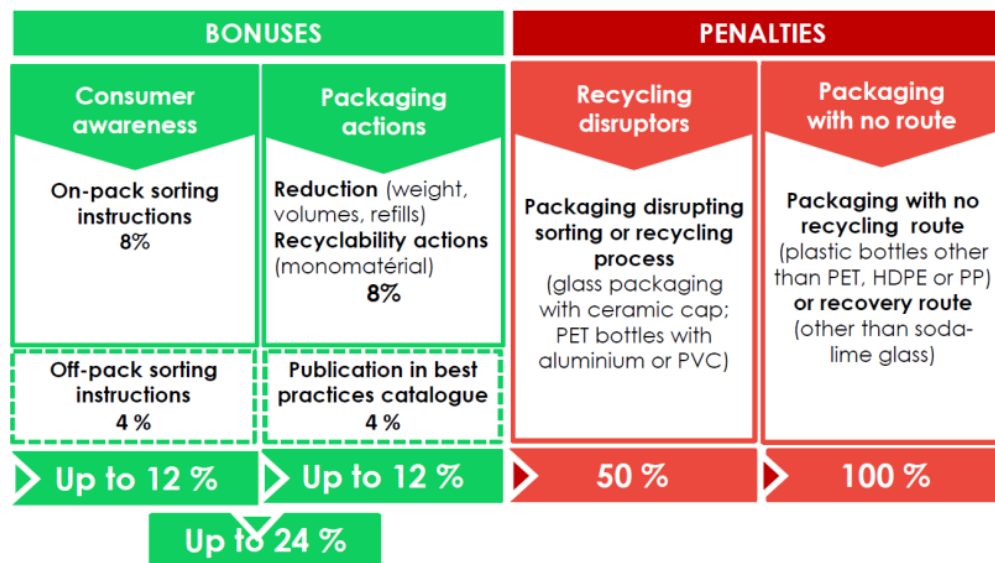 BONUSES
PENALTIES
Consumer
awareness
On-pack sorting
instructions
8%
Off-pack sorting
instructions
4 %
Up to 12 %
Packaging
actions
Reduction (weight,
volumes, refills)
Recyclability actions
(monomatérial)
8%
Publication in best
practices catalogue
4 %
Up to 12 %
Up to 24 %
Recycling
disruptors
Packaging disrupting
sorting or recycling
process
(glass packaging
with ceramic cap;
PET bottles with
aluminium or PVC)
50 %
Packaging
with no route
Packaging with no
recycling route
(plastic bottles other
than PET, HDPE or PP)
or recovery route
(other than soda-
lime glass)
100 %